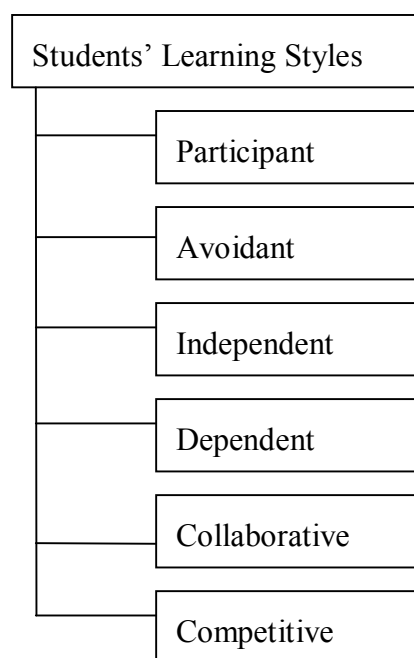 Students’ Learning Styles
Participant
Avoidant
Independent
Dependent
Collaborative
Competitive